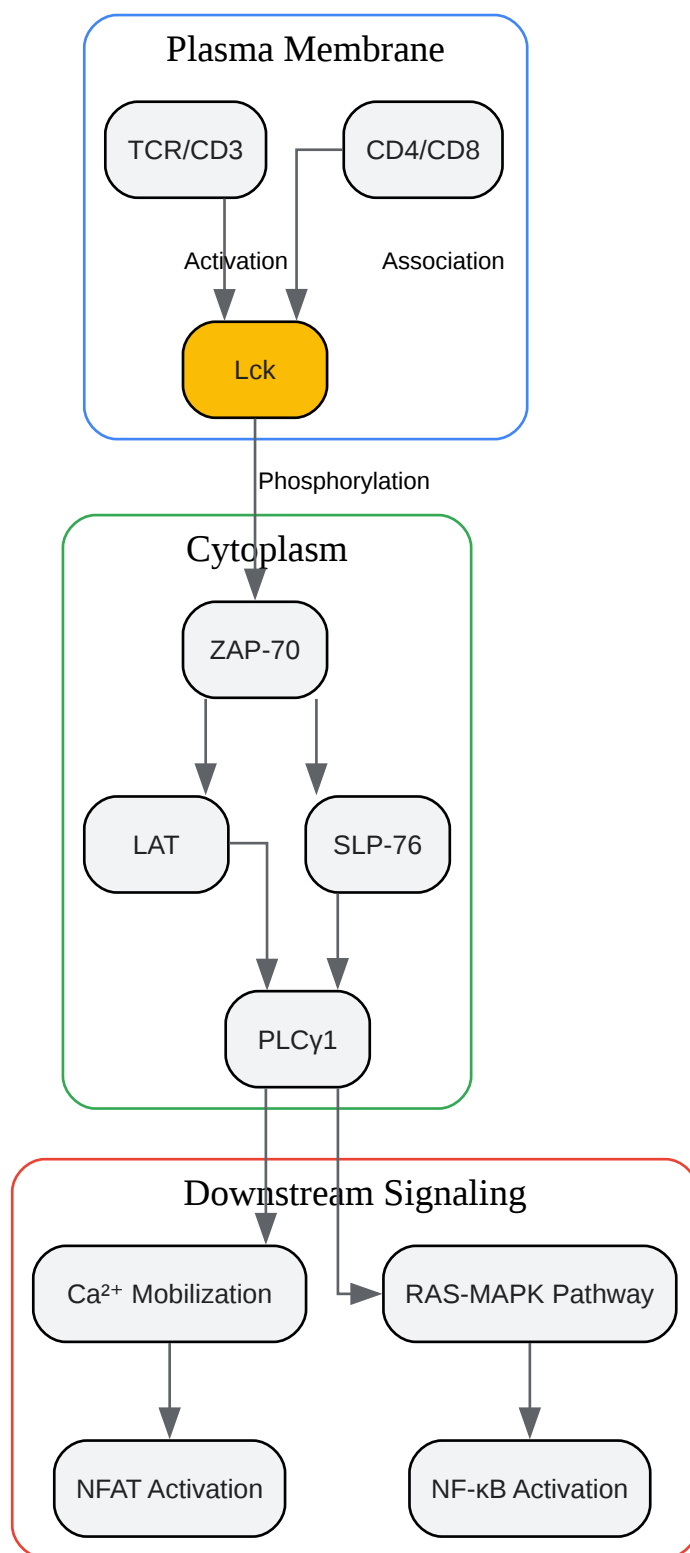 Plasma Membrane
TCR/CD3
CD4/CD8
Activation
Association
Lck
Phosphorylation
Cytoplasm
ZAP-70
LAT
SLP-76
PLCγ1
Downstream Signaling
Ca²⁺ Mobilization
RAS-MAPK Pathway
NFAT Activation
NF-κB Activation